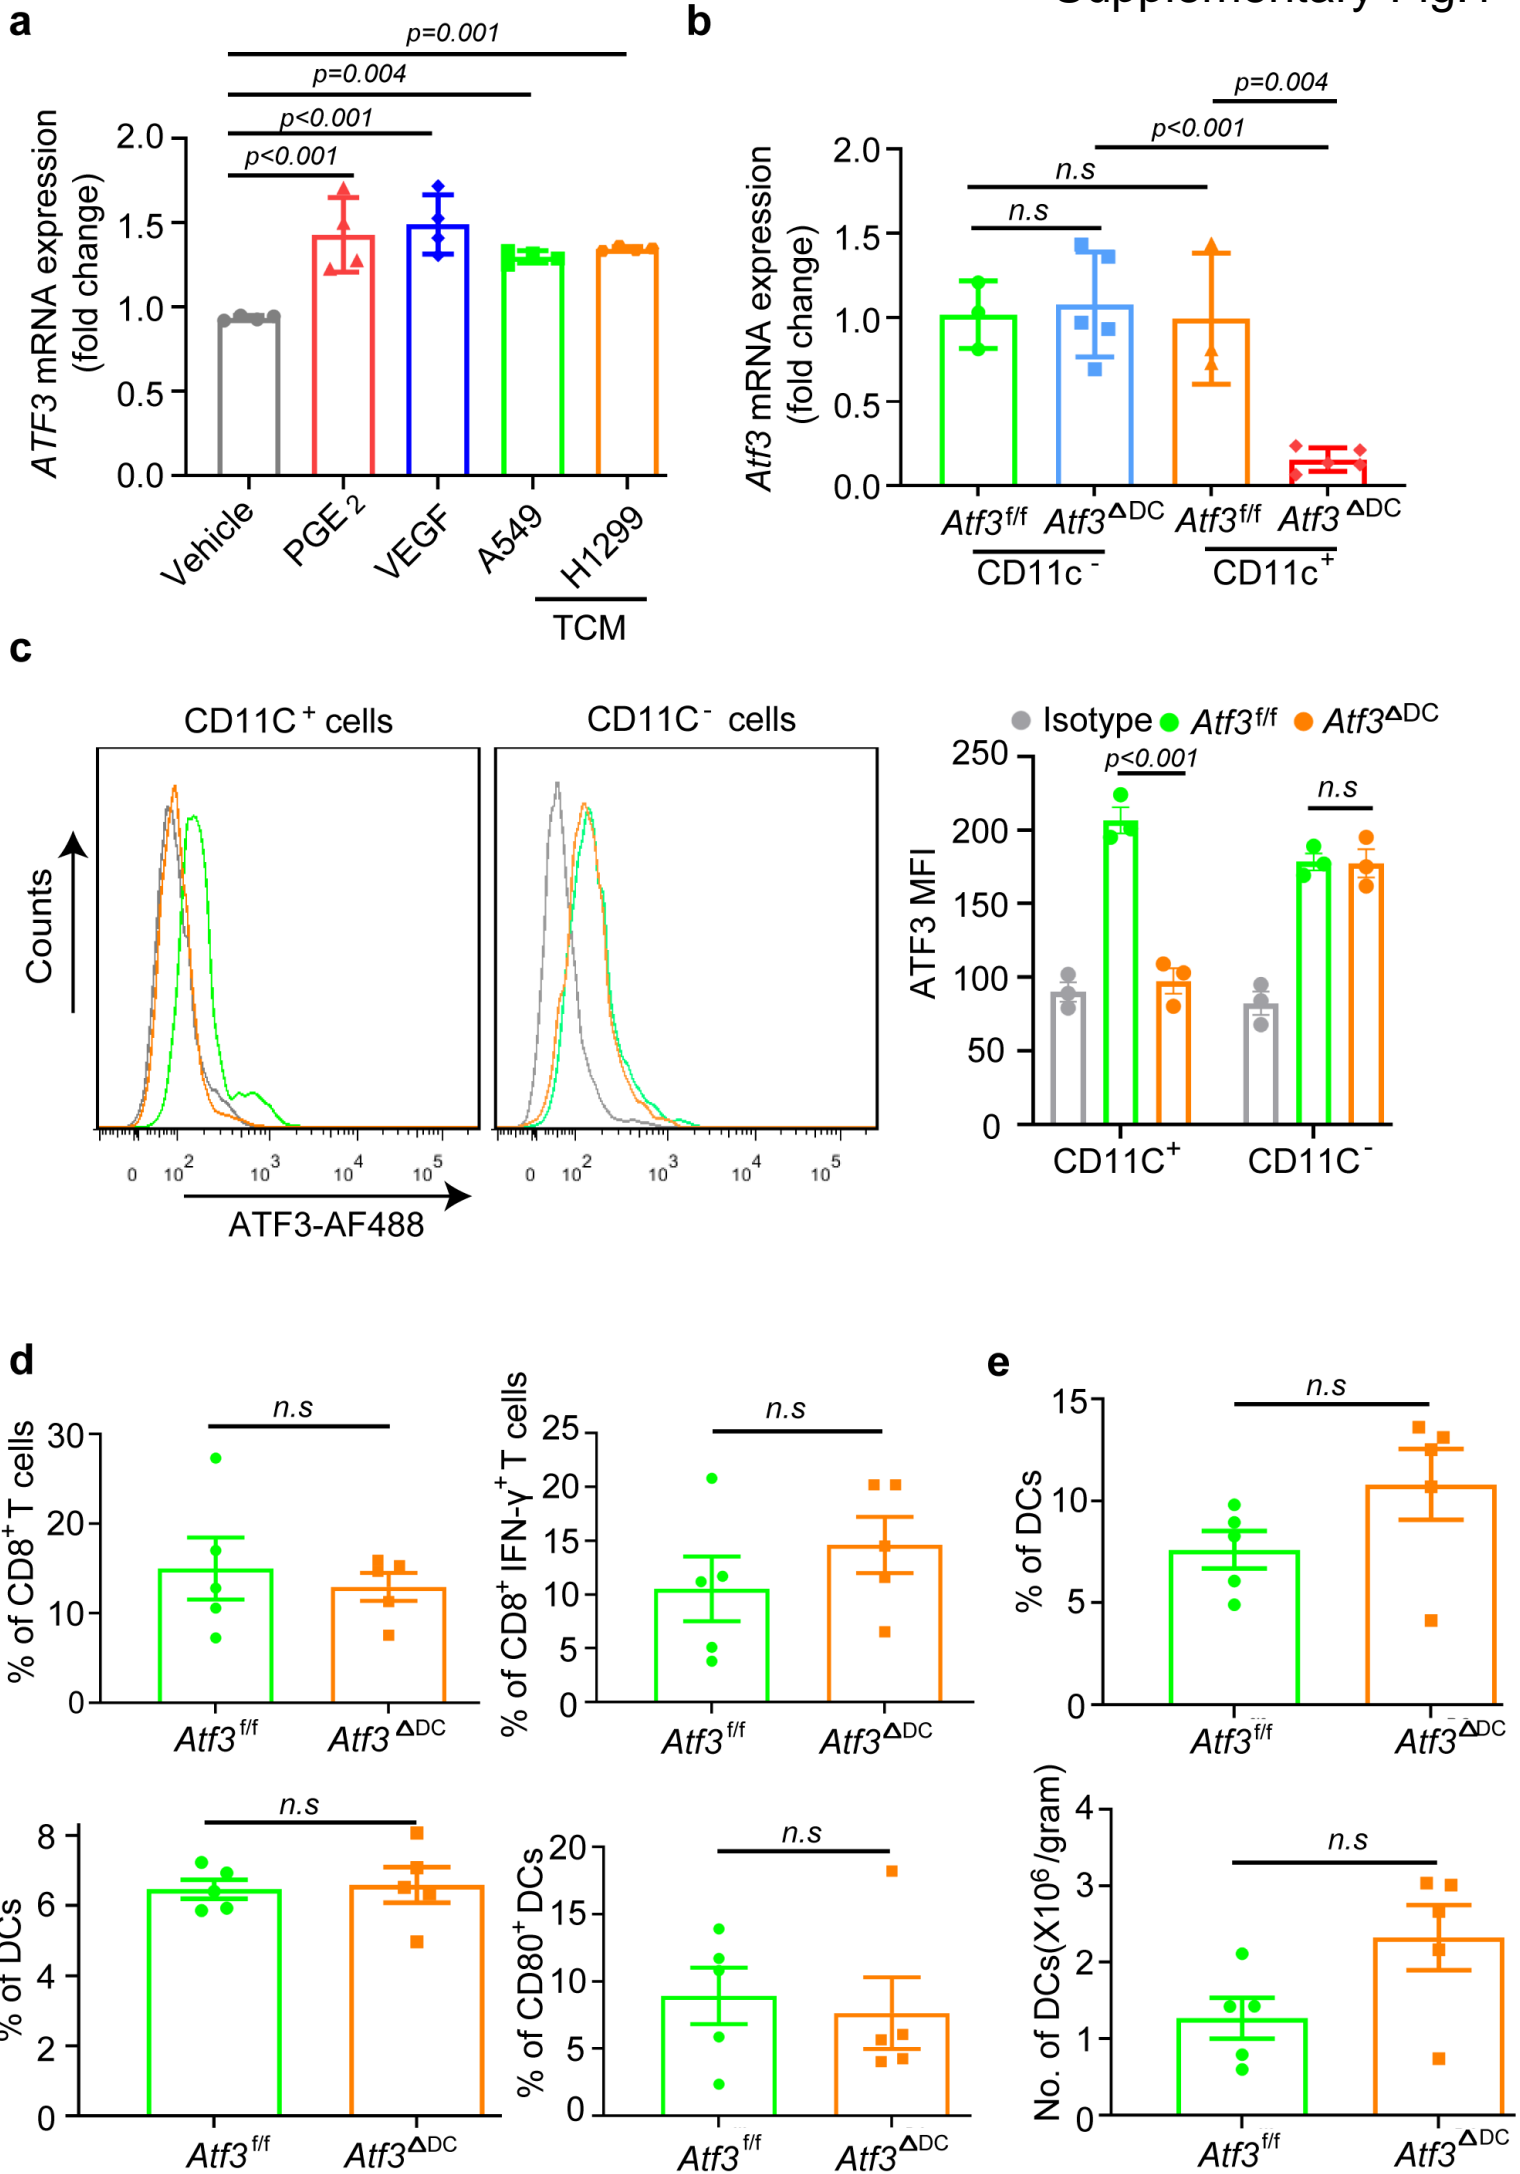 a
b
p=0.001
p=0.004
p<0.001
p<0.001
ATF3 mRNA expression
(fold change)
2.0
1.5
1.0
0.5
0.0
Vehicle
PGE2
VEGF
A549
H1299
TCM
p=0.004
p<0.001
n.s
n.s
Atf3 mRNA expression
(fold change)
2.0
1.5
1.0
0.5
0.0
Atf3f/f Atf3ΔDC Atf3f/f Atf3ΔDC
CD11c- CD11c+
c
CD11C+ cells
CD11C- cells
Counts
0 10² 10³ 10⁴ 10⁵
0 10² 10³ 10⁴ 10⁵
ATF3-AF488
Isotype Atf3f/f Atf3ΔDC
p<0.001
n.s
ATF3 MFI
250
200
150
100
50
0
CD11C+ CD11C-
d
n.s
% of CD8+ T cells
30
20
10
0
Atf3f/f Atf3ΔDC
n.s
% of CD8+ IFN-γ+ T cells
25
20
15
10
5
0
Atf3f/f Atf3ΔDC
n.s
% of DCs
8
6
4
2
0
Atf3f/f Atf3ΔDC
n.s
% of CD80+ DCs
20
15
10
5
0
Atf3f/f Atf3ΔDC
e
n.s
% of DCs
15
10
5
0
Atf3f/f Atf3ΔDC
n.s
No. of DCs(X10⁶/gram)
4
3
2
1
0
Atf3f/f Atf3ΔDC